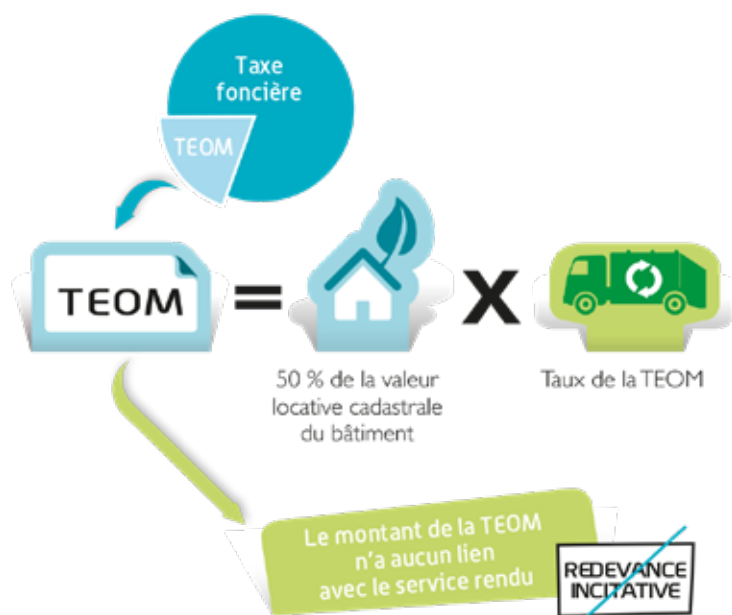 Taxe
foncière
TEOM
TEOM
=
X
50 % de la valeur
locative cadastrale
du bâtiment
Taux de la TEOM
Le montant de la TEOM
n'a aucun lien
avec le service rendu
REDEVANCE
INCITATIVE